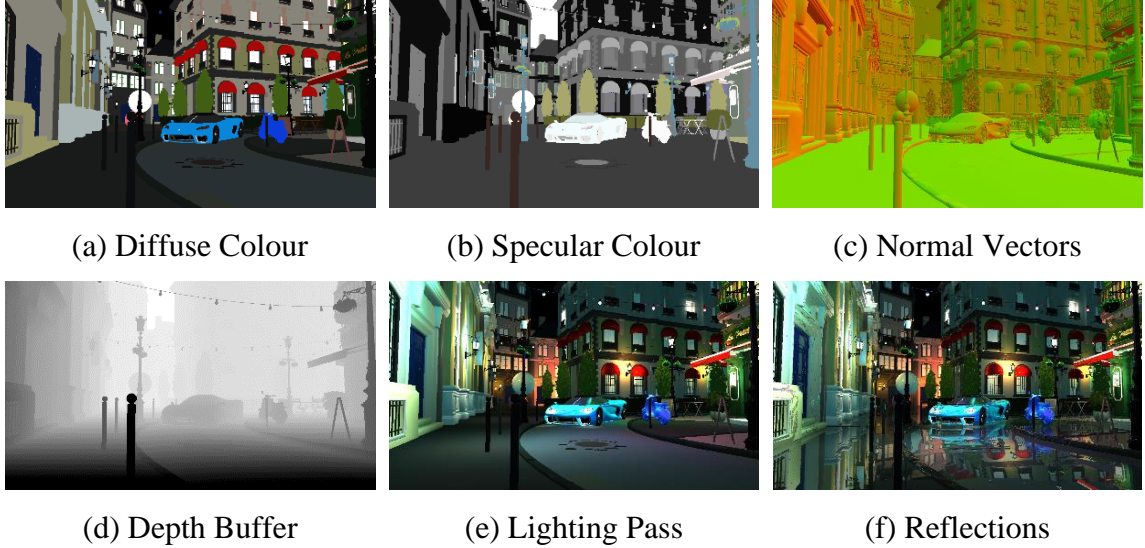 (a) Diffuse Colour
(b) Specular Colour
(c) Normal Vectors
(d) Depth Buffer
(e) Lighting Pass
(f) Reflections